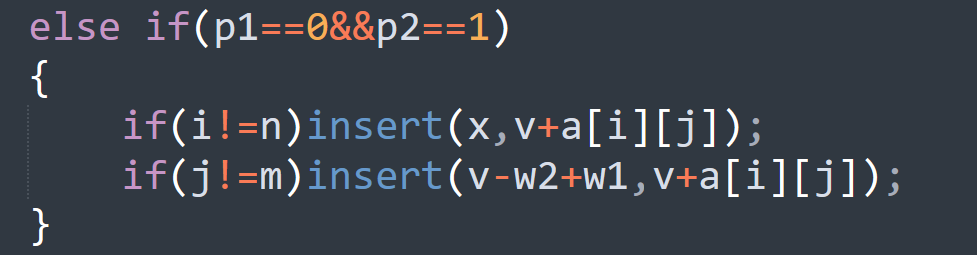 else if(p1==0&&p2==1)
{
    if(i!=n)insert(x,v+a[i][j]);
    if(j!=m)insert(v-w2+w1,v+a[i][j]);
}